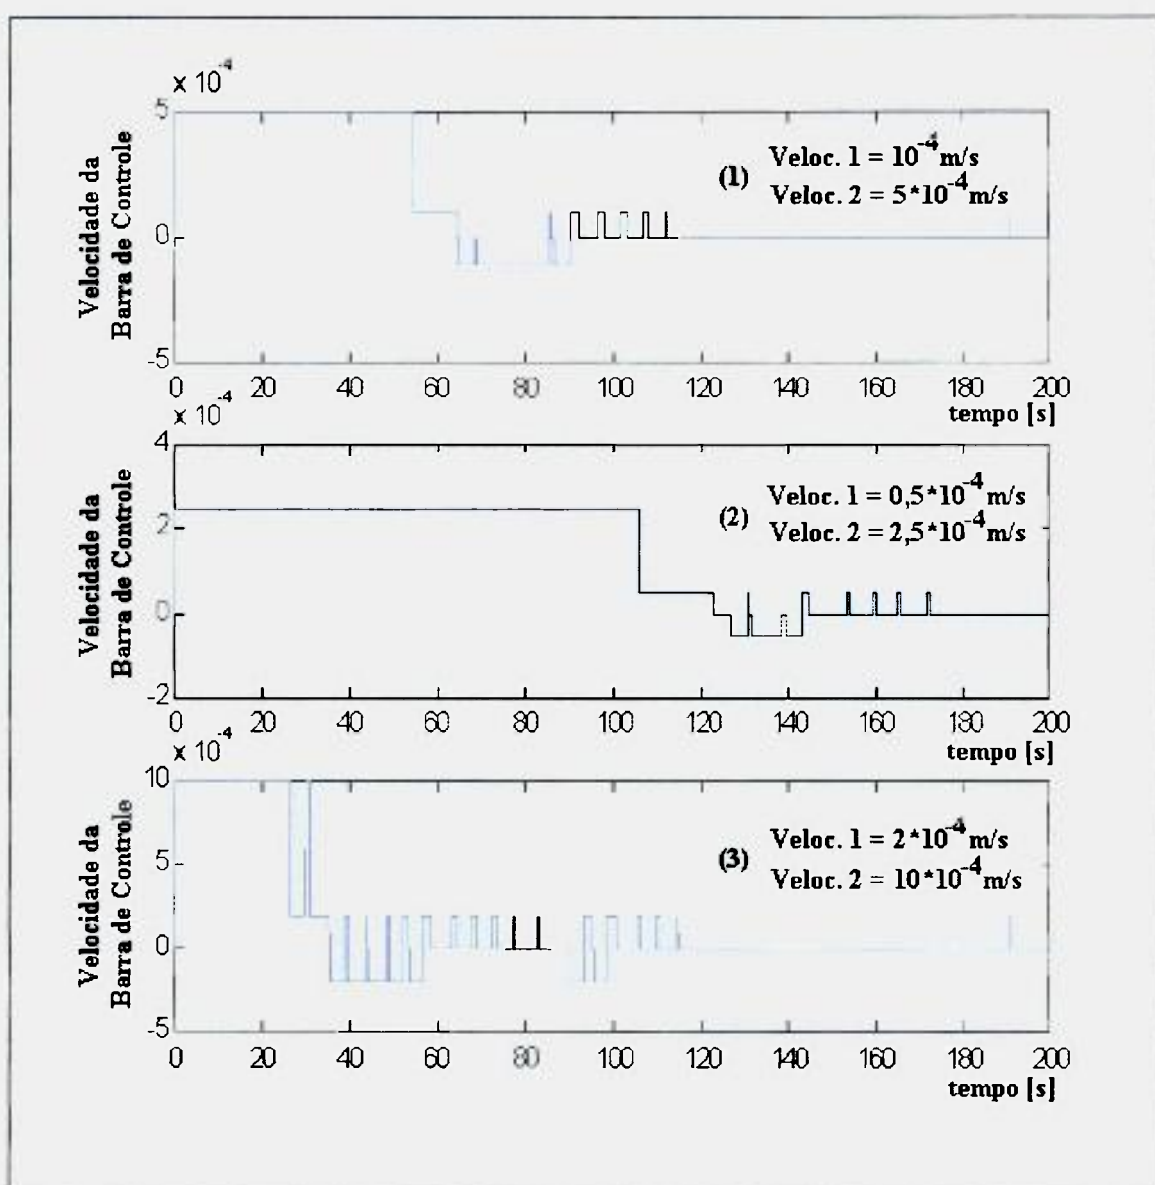 x 10^-4
5
0
-5
Velocidade da
Barra de Controle
(1)
Veloc. 1 = 10^-4 m/s
Veloc. 2 = 5*10^-4 m/s
0 20 40 60 80 100 120 140 160 180 200
tempo [s]
x 10^-4
4
2
0
-2
Velocidade da
Barra de Controle
(2)
Veloc. 1 = 0,5*10^-4 m/s
Veloc. 2 = 2,5*10^-4 m/s
0 20 40 60 80 100 120 140 160 180 200
tempo [s]
x 10^-4
10
5
0
-5
Velocidade da
Barra de Controle
(3)
Veloc. 1 = 2*10^-4 m/s
Veloc. 2 = 10*10^-4 m/s
0 20 40 60 80 100 120 140 160 180 200
tempo [s]